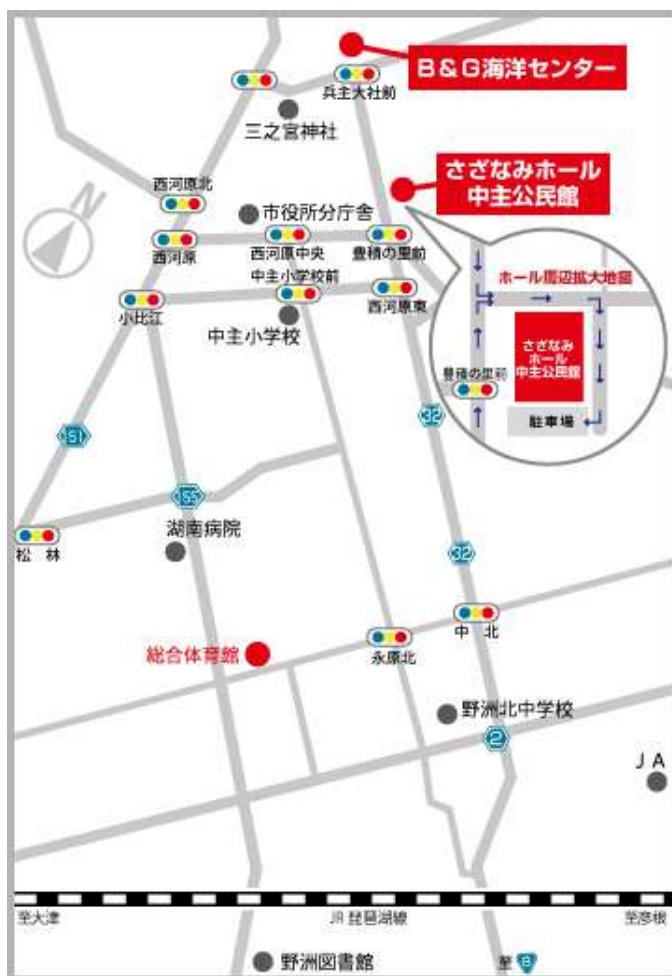 B&G海洋センター
兵主大社前
三之宮神社
さざなみホール
中主公民館
西河原北
市役所分庁舎
N
西河原
西河原中央
豊積の里前
中主小学校前
ホール周辺拡大地図
小比江
西河原東
中主小学校
さざなみ
ホール
中主公民館
豊積の里前
駐車場
32
151
155
湖南病院
松林
32
中北
総合体育館
永原北
野洲北中学校
2
JA
至大津
JR琵琶湖線
至彦根
野洲図書館
至8